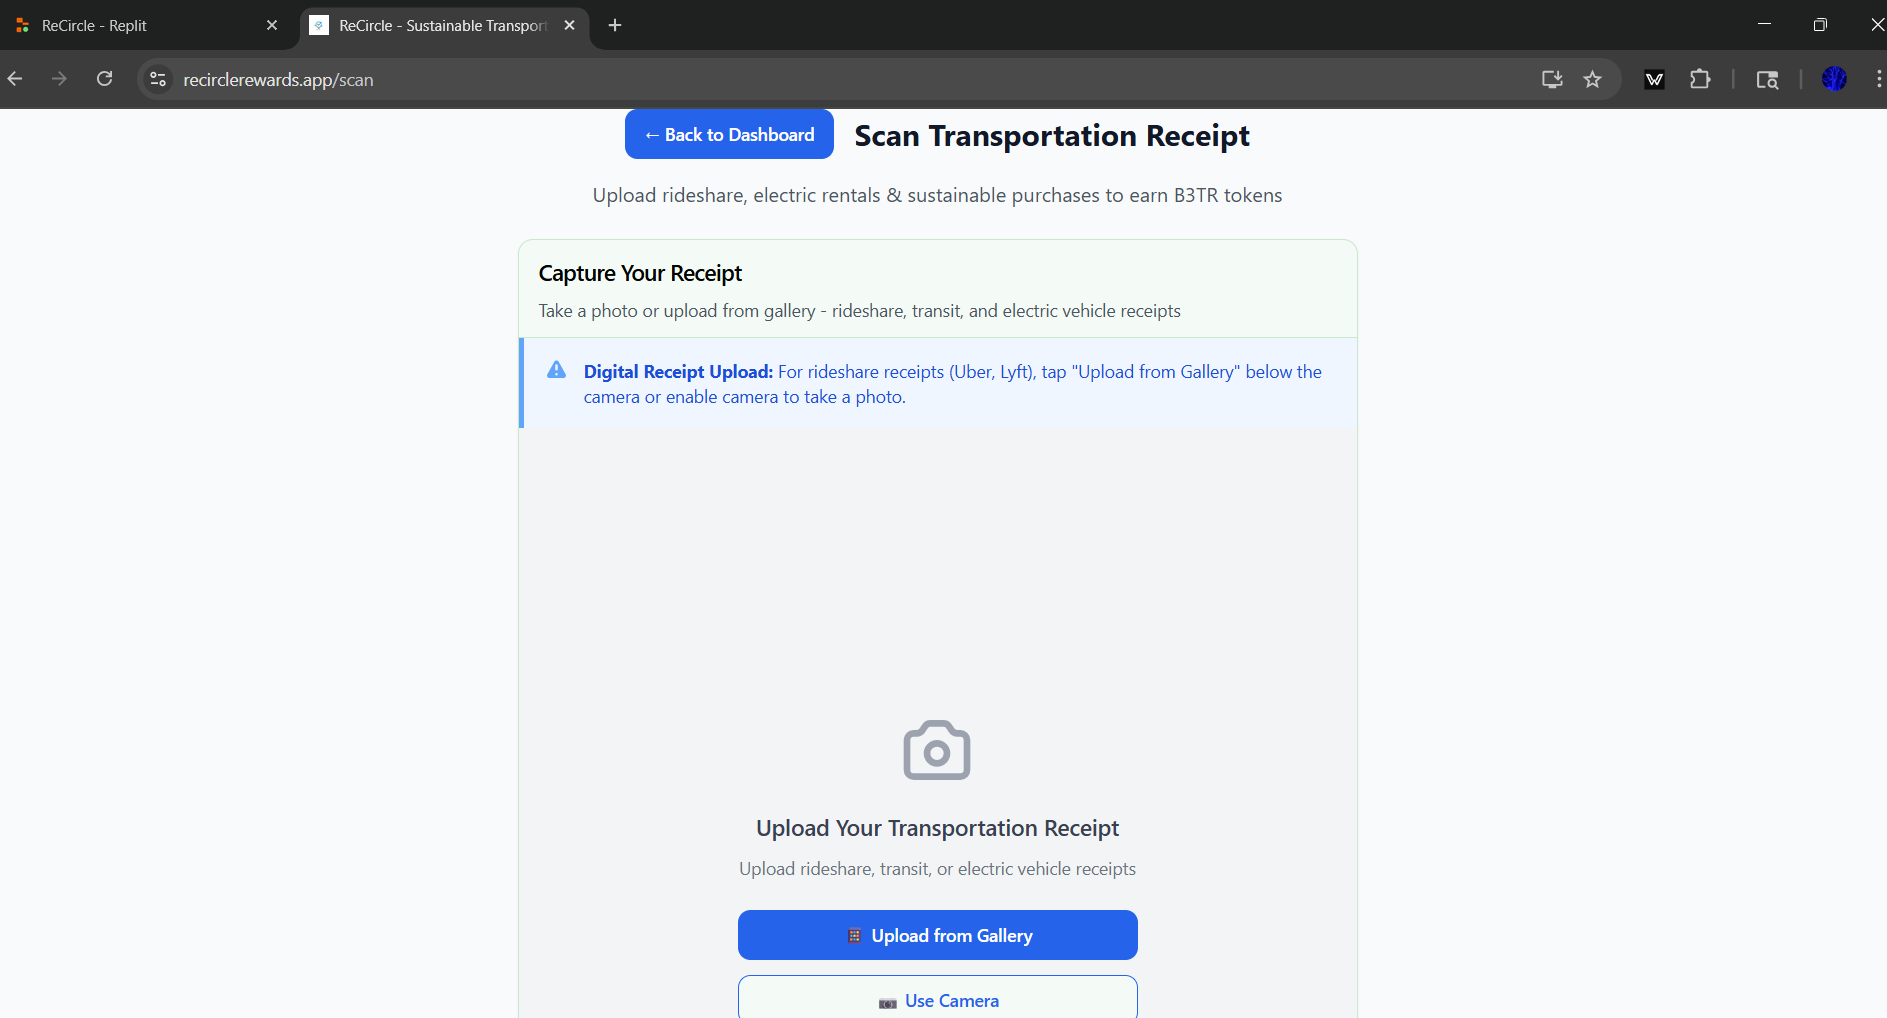 ReCircle - Replit
ReCircle - Sustainable Transport
recirclerewards.app/scan
← Back to Dashboard
Scan Transportation Receipt
Upload rideshare, electric rentals & sustainable purchases to earn B3TR tokens
Capture Your Receipt
Take a photo or upload from gallery - rideshare, transit, and electric vehicle receipts
Digital Receipt Upload: For rideshare receipts (Uber, Lyft), tap "Upload from Gallery" below the
camera or enable camera to take a photo.
Upload Your Transportation Receipt
Upload rideshare, transit, or electric vehicle receipts
Upload from Gallery
Use Camera